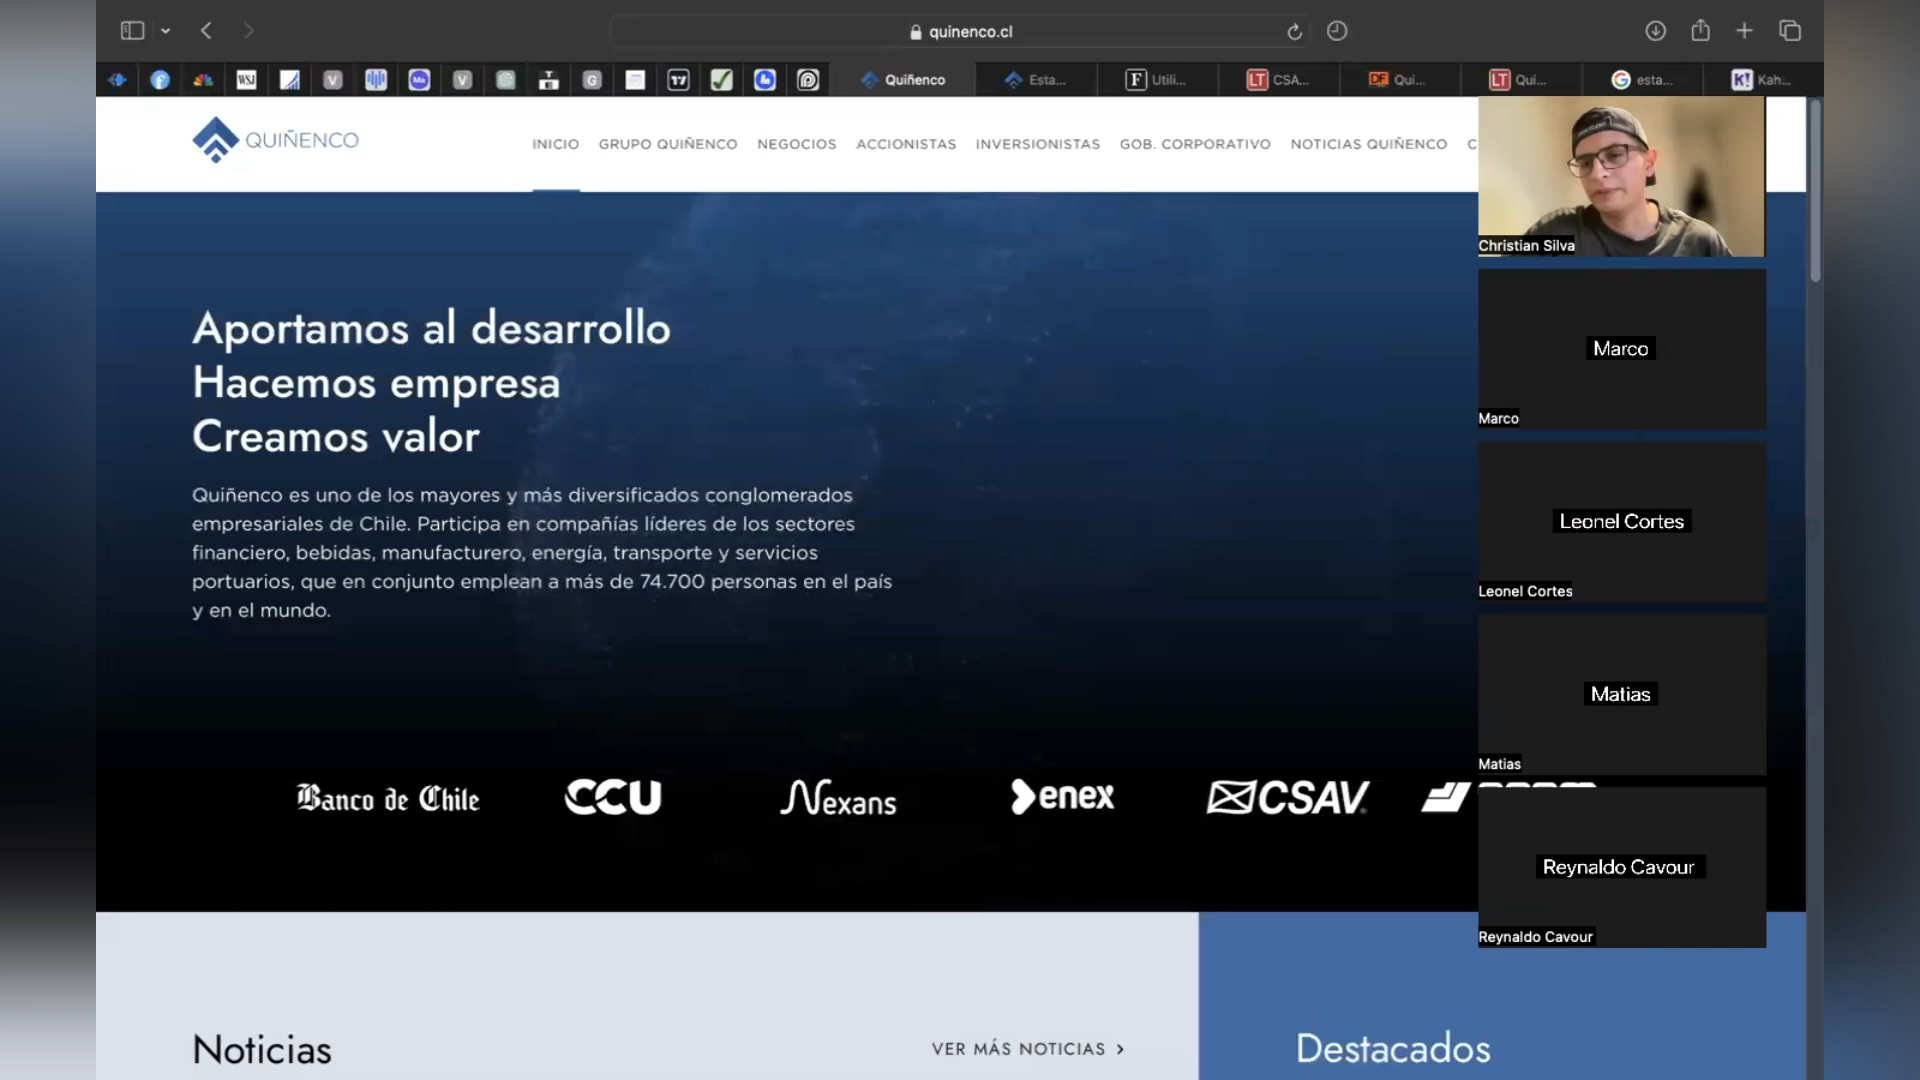 quinenco.cl
WSJ
V
Ma
V
T
G
17
Quiñenco
Esta...
F Utili...
LT CSA...
DF Qui...
LT Qui...
G esta...
K! Kah...
QUIÑENCO
INICIO
GRUPO QUIÑENCO
NEGOCIOS
ACCIONISTAS
INVERSIONISTAS
GOB. CORPORATIVO
NOTICIAS QUIÑENCO
C
Christian Silva
Aportamos al desarrollo
Hacemos empresa
Creamos valor
Quiñenco es uno de los mayores y más diversificados conglomerados
empresariales de Chile. Participa en compañías líderes de los sectores
financiero, bebidas, manufacturero, energía, transporte y servicios
portuarios, que en conjunto emplean a más de 74.700 personas en el país
y en el mundo.
Marco
Marco
Leonel Cortes
Leonel Cortes
Matias
Matias
Banco de Chile
CCU
Nexans
enex
CSAV
Reynaldo Cavour
Reynaldo Cavour
Noticias
VER MÁS NOTICIAS >
Destacados